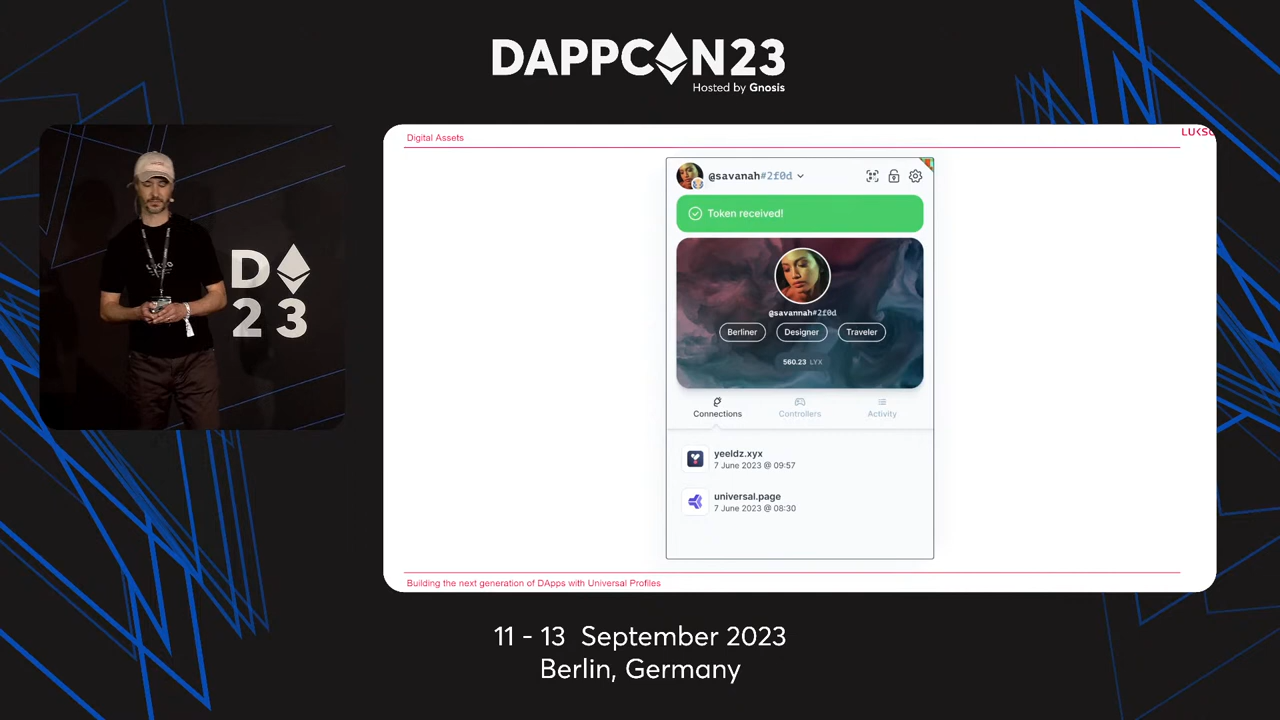 DAPPCON23
Hosted by Gnosis
D
23
LUKSO
Digital Assets
LUKSO
@savanah#2f0d
Token received!
@savannah#2f0d
Berliner
Designer
Traveler
560.23 LYX
Connections
Controllers
Activity
yeeldz.xyx
7 June 2023 @ 09:57
universal.page
7 June 2023 @ 08:30
Building the next generation of DApps with Universal Profiles
11 - 13 September 2023
Berlin, Germany